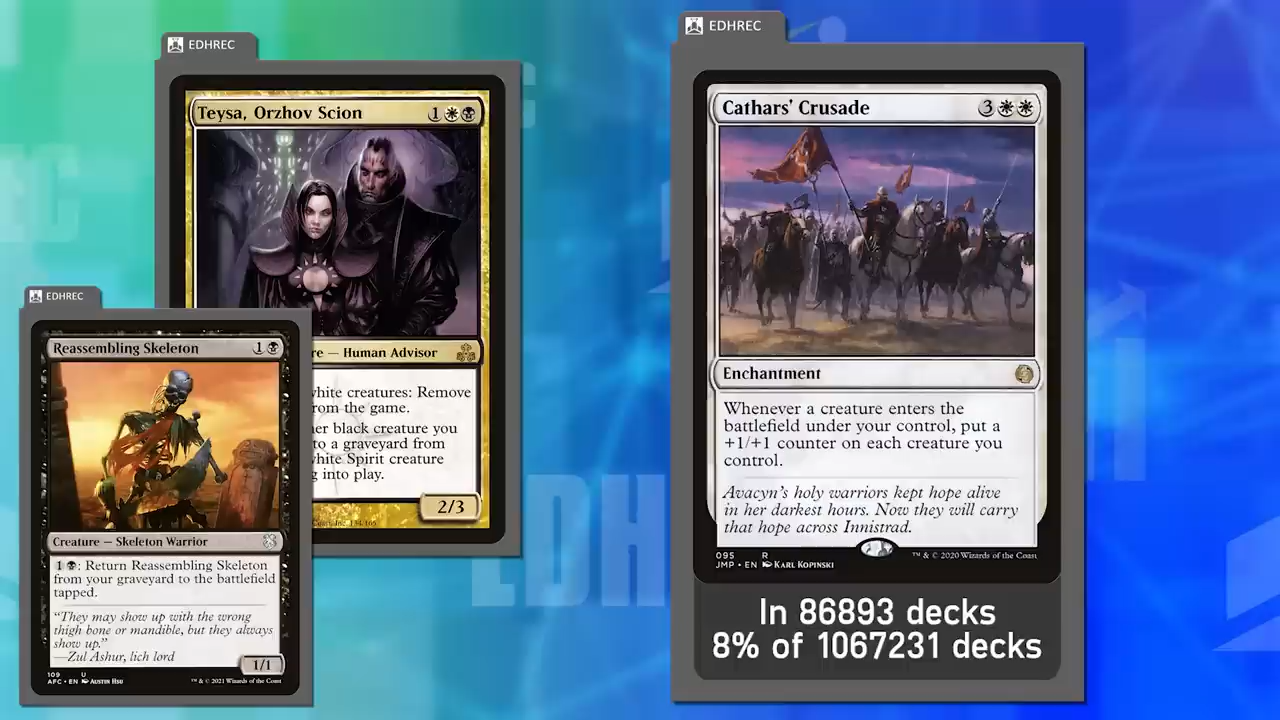 EDHREC
Teysa, Orzhov Scion 1
re — Human Advisor
white creatures: Remove
rom the game.
her black creature you
to a graveyard from
white Spirit creature
g into play.
2/3
EDHREC
Reassembling Skeleton 1
Creature — Skeleton Warrior
1 : Return Reassembling Skeleton
from your graveyard to the battlefield
tapped.
“They may show up with the wrong
thigh bone or mandible, but they always
show up.”
—Zul Ashur, lich lord
1/1
109 U
AFC • EN Austin Hsu ™ & © 2021 Wizards of the Coast
EDHREC
Cathars’ Crusade 3
Enchantment
Whenever a creature enters the
battlefield under your control, put a
+1/+1 counter on each creature you
control.
Avacyn’s holy warriors kept hope alive
in her darkest hours. Now they will carry
that hope across Innistrad.
095 R
JMP • EN Karl Kopinski ™ & © 2020 Wizards of the Coast
In 86893 decks
8% of 1067231 decks